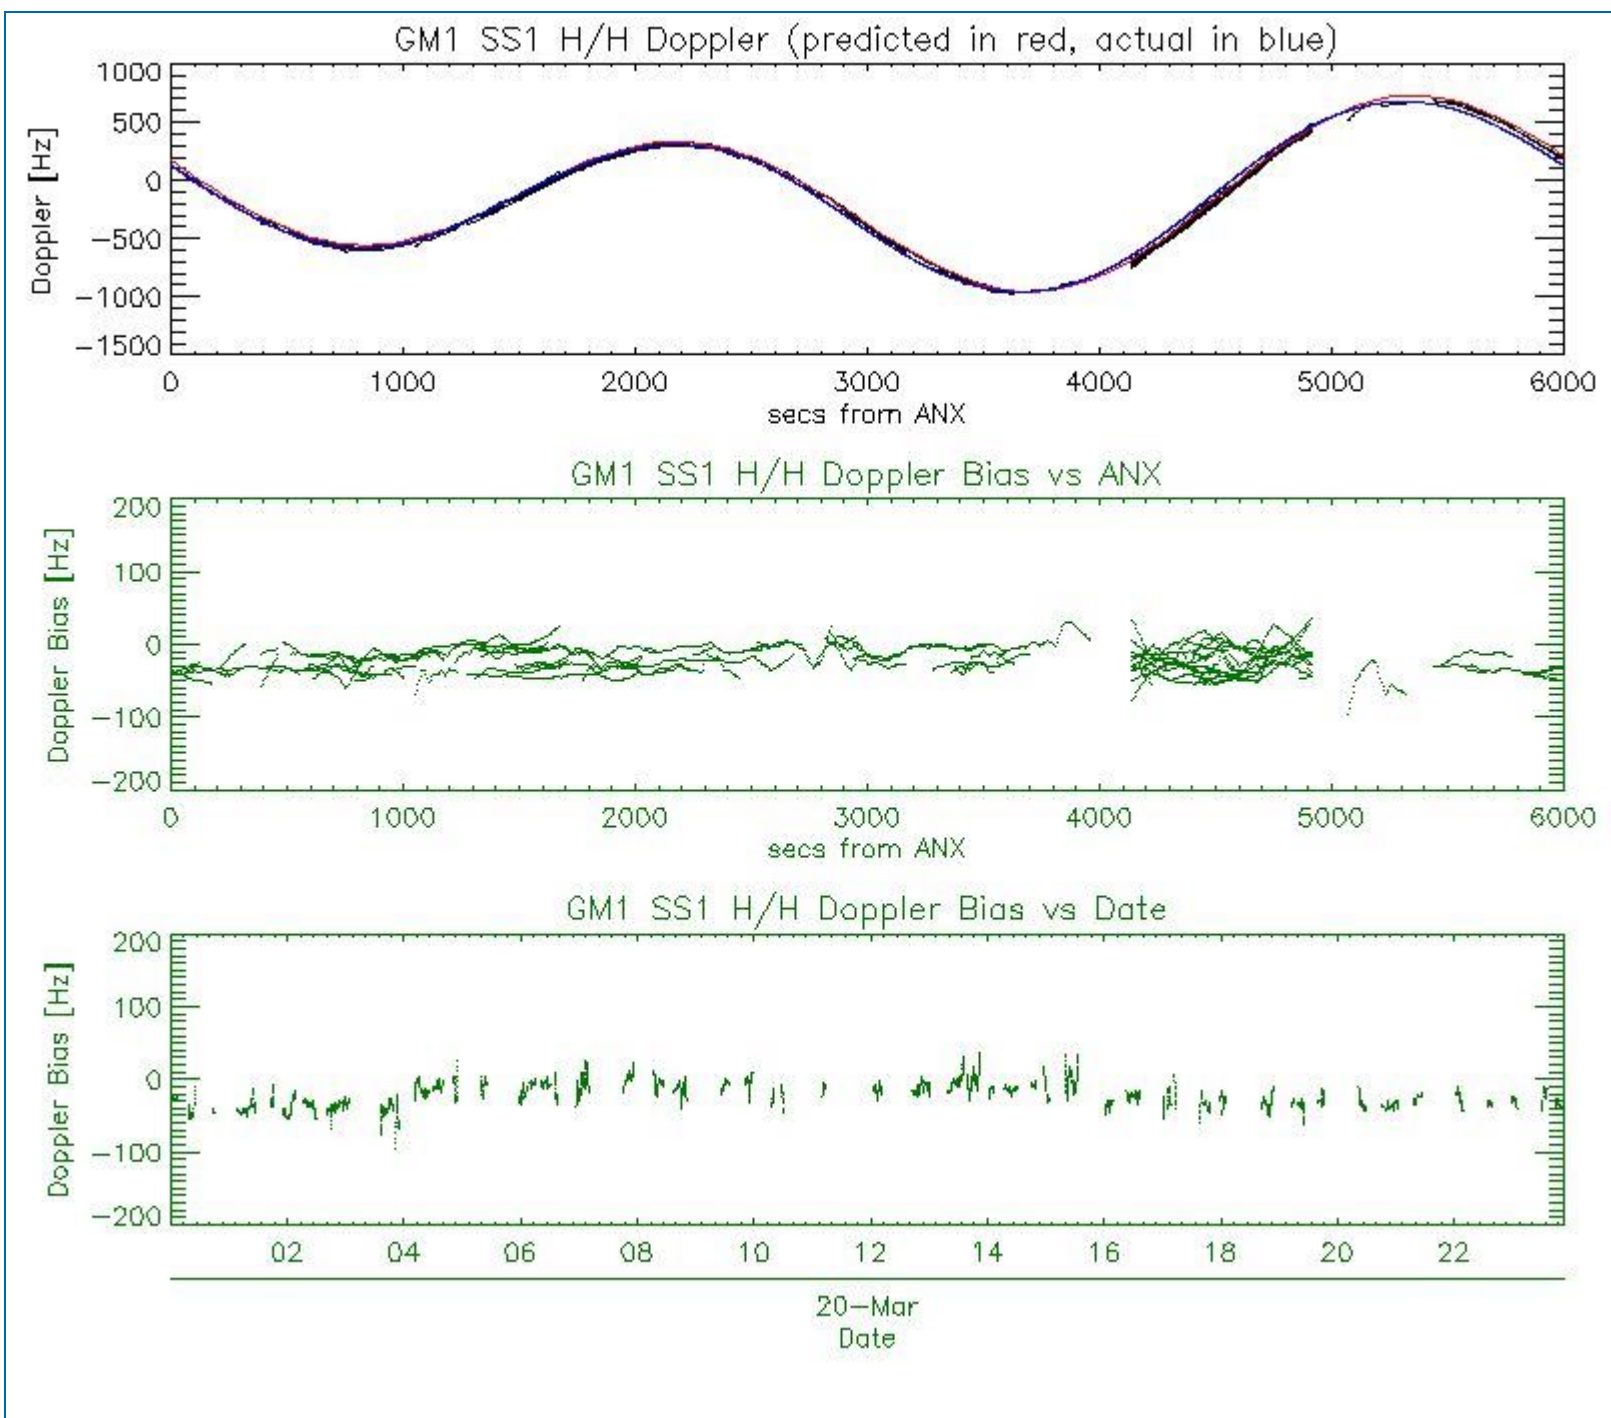 GM1 SS1 H/H Doppler (predicted in red, actual in blue)
Doppler [Hz]
1000
500
0
−500
−1000
−1500
0 1000 2000 3000 4000 5000 6000
secs from ANX
GM1 SS1 H/H Doppler Bias vs ANX
Doppler Bias [Hz]
200
100
0
−100
−200
0 1000 2000 3000 4000 5000 6000
secs from ANX
GM1 SS1 H/H Doppler Bias vs Date
Doppler Bias [Hz]
200
100
0
−100
−200
02 04 06 08 10 12 14 16 18 20 22
20−Mar
Date